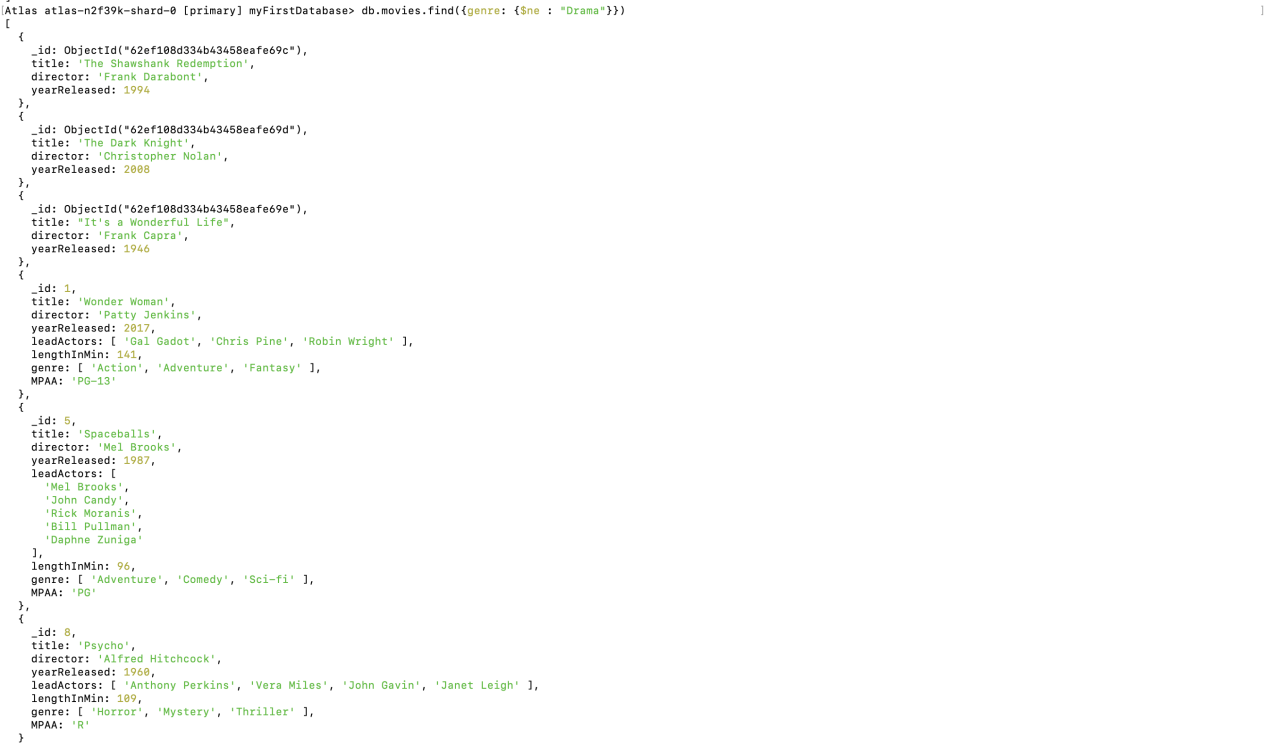 [Atlas atlas-n2f39k-shard-0 [primary] myFirstDatabase> db.movies.find({genre: {$ne : "Drama"}}) ]
[
  {
    _id: ObjectId("62ef108d334b43458eafe69c"),
    title: 'The Shawshank Redemption',
    director: 'Frank Darabont',
    yearReleased: 1994
  },
  {
    _id: ObjectId("62ef108d334b43458eafe69d"),
    title: 'The Dark Knight',
    director: 'Christopher Nolan',
    yearReleased: 2008
  },
  {
    _id: ObjectId("62ef108d334b43458eafe69e"),
    title: "It's a Wonderful Life",
    director: 'Frank Capra',
    yearReleased: 1946
  },
  {
    _id: 1,
    title: 'Wonder Woman',
    director: 'Patty Jenkins',
    yearReleased: 2017,
    leadActors: [ 'Gal Gadot', 'Chris Pine', 'Robin Wright' ],
    lengthInMin: 141,
    genre: [ 'Action', 'Adventure', 'Fantasy' ],
    MPAA: 'PG-13'
  },
  {
    _id: 5,
    title: 'Spaceballs',
    director: 'Mel Brooks',
    yearReleased: 1987,
    leadActors: [
      'Mel Brooks',
      'John Candy',
      'Rick Moranis',
      'Bill Pullman',
      'Daphne Zuniga'
    ],
    lengthInMin: 96,
    genre: [ 'Adventure', 'Comedy', 'Sci-fi' ],
    MPAA: 'PG'
  },
  {
    _id: 8,
    title: 'Psycho',
    director: 'Alfred Hitchcock',
    yearReleased: 1960,
    leadActors: [ 'Anthony Perkins', 'Vera Miles', 'John Gavin', 'Janet Leigh' ],
    lengthInMin: 109,
    genre: [ 'Horror', 'Mystery', 'Thriller' ],
    MPAA: 'R'
  }